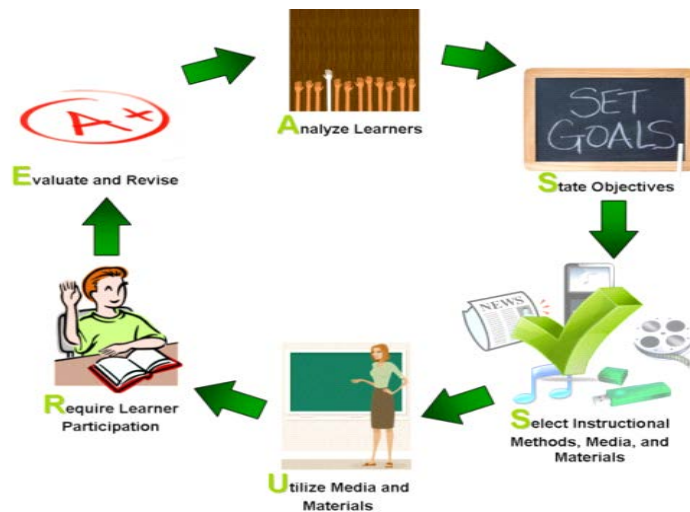 Analyze Learners
SET
GOALS
State Objectives
NEWS
Select Instructional
Methods, Media, and
Materials
Utilize Media and
Materials
Require Learner
Participation
A+
Evaluate and Revise